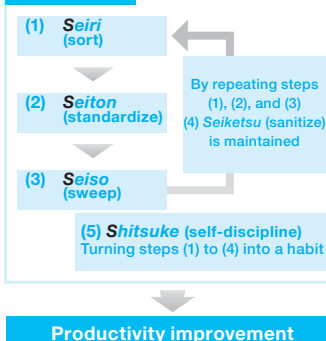 (1) Seiri
(sort)
(2) Seiton
(standardize)
(3) Seiso
(sweep)
By repeating steps
(1), (2), and (3)
(4) Seiketsu (sanitize)
is maintained
(5) Shitsuke (self-discipline)
Turning steps (1) to (4) into a habit
Productivity improvement